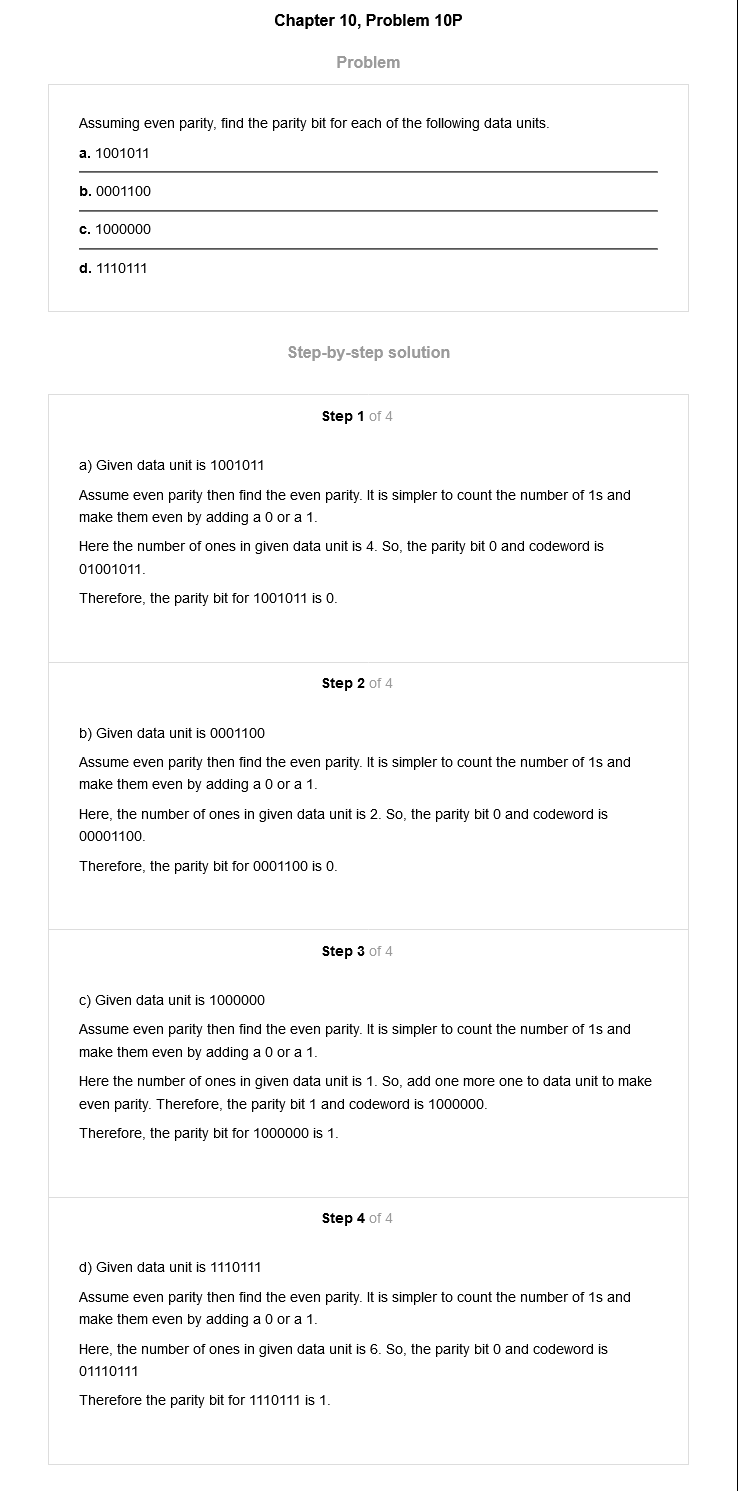 Chapter 10, Problem 10P
Problem
Assuming even parity, find the parity bit for each of the following data units.
a. 1001011
b. 0001100
c. 1000000
d. 1110111
Step-by-step solution
Step 1 of 4
a) Given data unit is 1001011
Assume even parity then find the even parity. It is simpler to count the number of 1s and
make them even by adding a 0 or a 1.
Here the number of ones in given data unit is 4. So, the parity bit 0 and codeword is
01001011.
Therefore, the parity bit for 1001011 is 0.
Step 2 of 4
b) Given data unit is 0001100
Assume even parity then find the even parity. It is simpler to count the number of 1s and
make them even by adding a 0 or a 1.
Here, the number of ones in given data unit is 2. So, the parity bit 0 and codeword is
00001100.
Therefore, the parity bit for 0001100 is 0.
Step 3 of 4
c) Given data unit is 1000000
Assume even parity then find the even parity. It is simpler to count the number of 1s and
make them even by adding a 0 or a 1.
Here the number of ones in given data unit is 1. So, add one more one to data unit to make
even parity. Therefore, the parity bit 1 and codeword is 1000000.
Therefore, the parity bit for 1000000 is 1.
Step 4 of 4
d) Given data unit is 1110111
Assume even parity then find the even parity. It is simpler to count the number of 1s and
make them even by adding a 0 or a 1.
Here, the number of ones in given data unit is 6. So, the parity bit 0 and codeword is
01110111
Therefore the parity bit for 1110111 is 1.